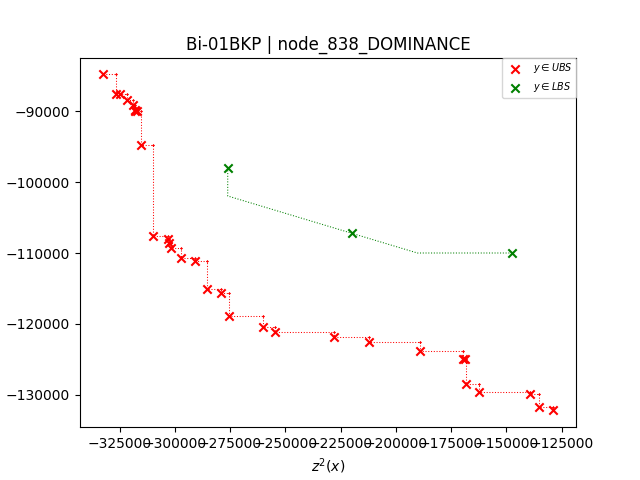 Bi-01BKP | node_838_DOMINANCE
y ∈ UBS
y ∈ LBS
−90000
−100000
−110000
−120000
−130000
−325000 −300000 −275000 −250000 −225000 −200000 −175000 −150000 −125000
z²(x)